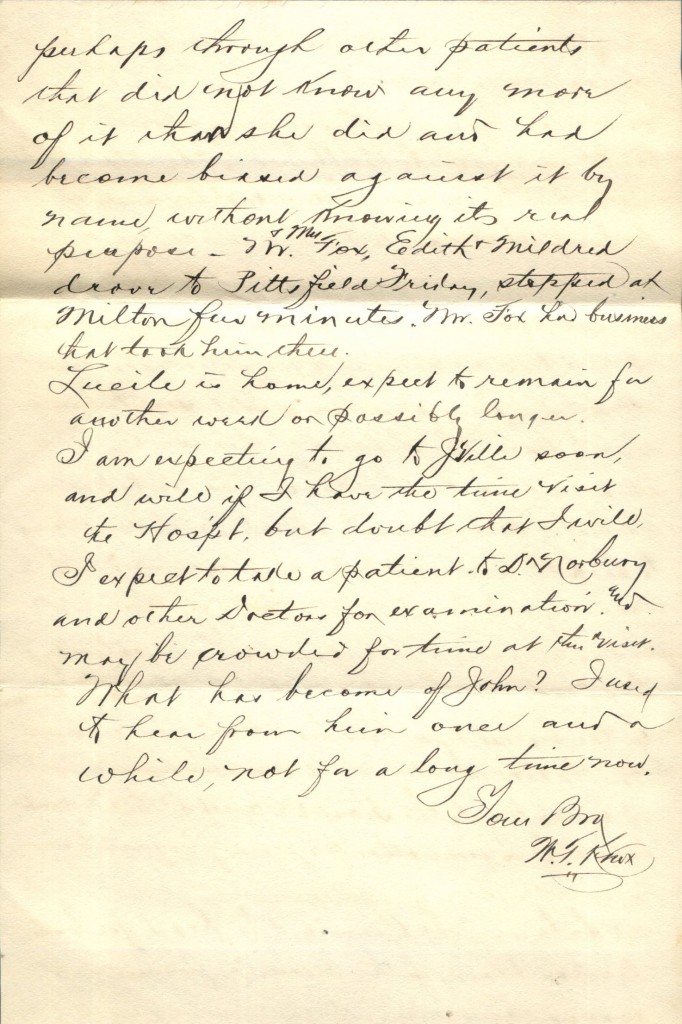 perhaps through other patients
that did not know any more
of it than she did and had
become biased against it by
name, without knowing its real
purpose - Mr. & Mrs Fox, Edith & Mildred
drove to Pittsfield Friday, stopped at
Milton few minutes. Mr. Fox had business
that took him there.
Lucile is home, expect to remain for
another week or possibly longer.
I am expecting to go to J'Ville soon,
and will if I have the time visit
the Hospt, but doubt that I will,
I expect to take a patient to Dr Norbury
and other Doctors for examination. and
may be crowded for time at this visit.
What has become of John? I used
to hear from him once and a
while, not for a long time now.
Your Bro
W. T. Knox